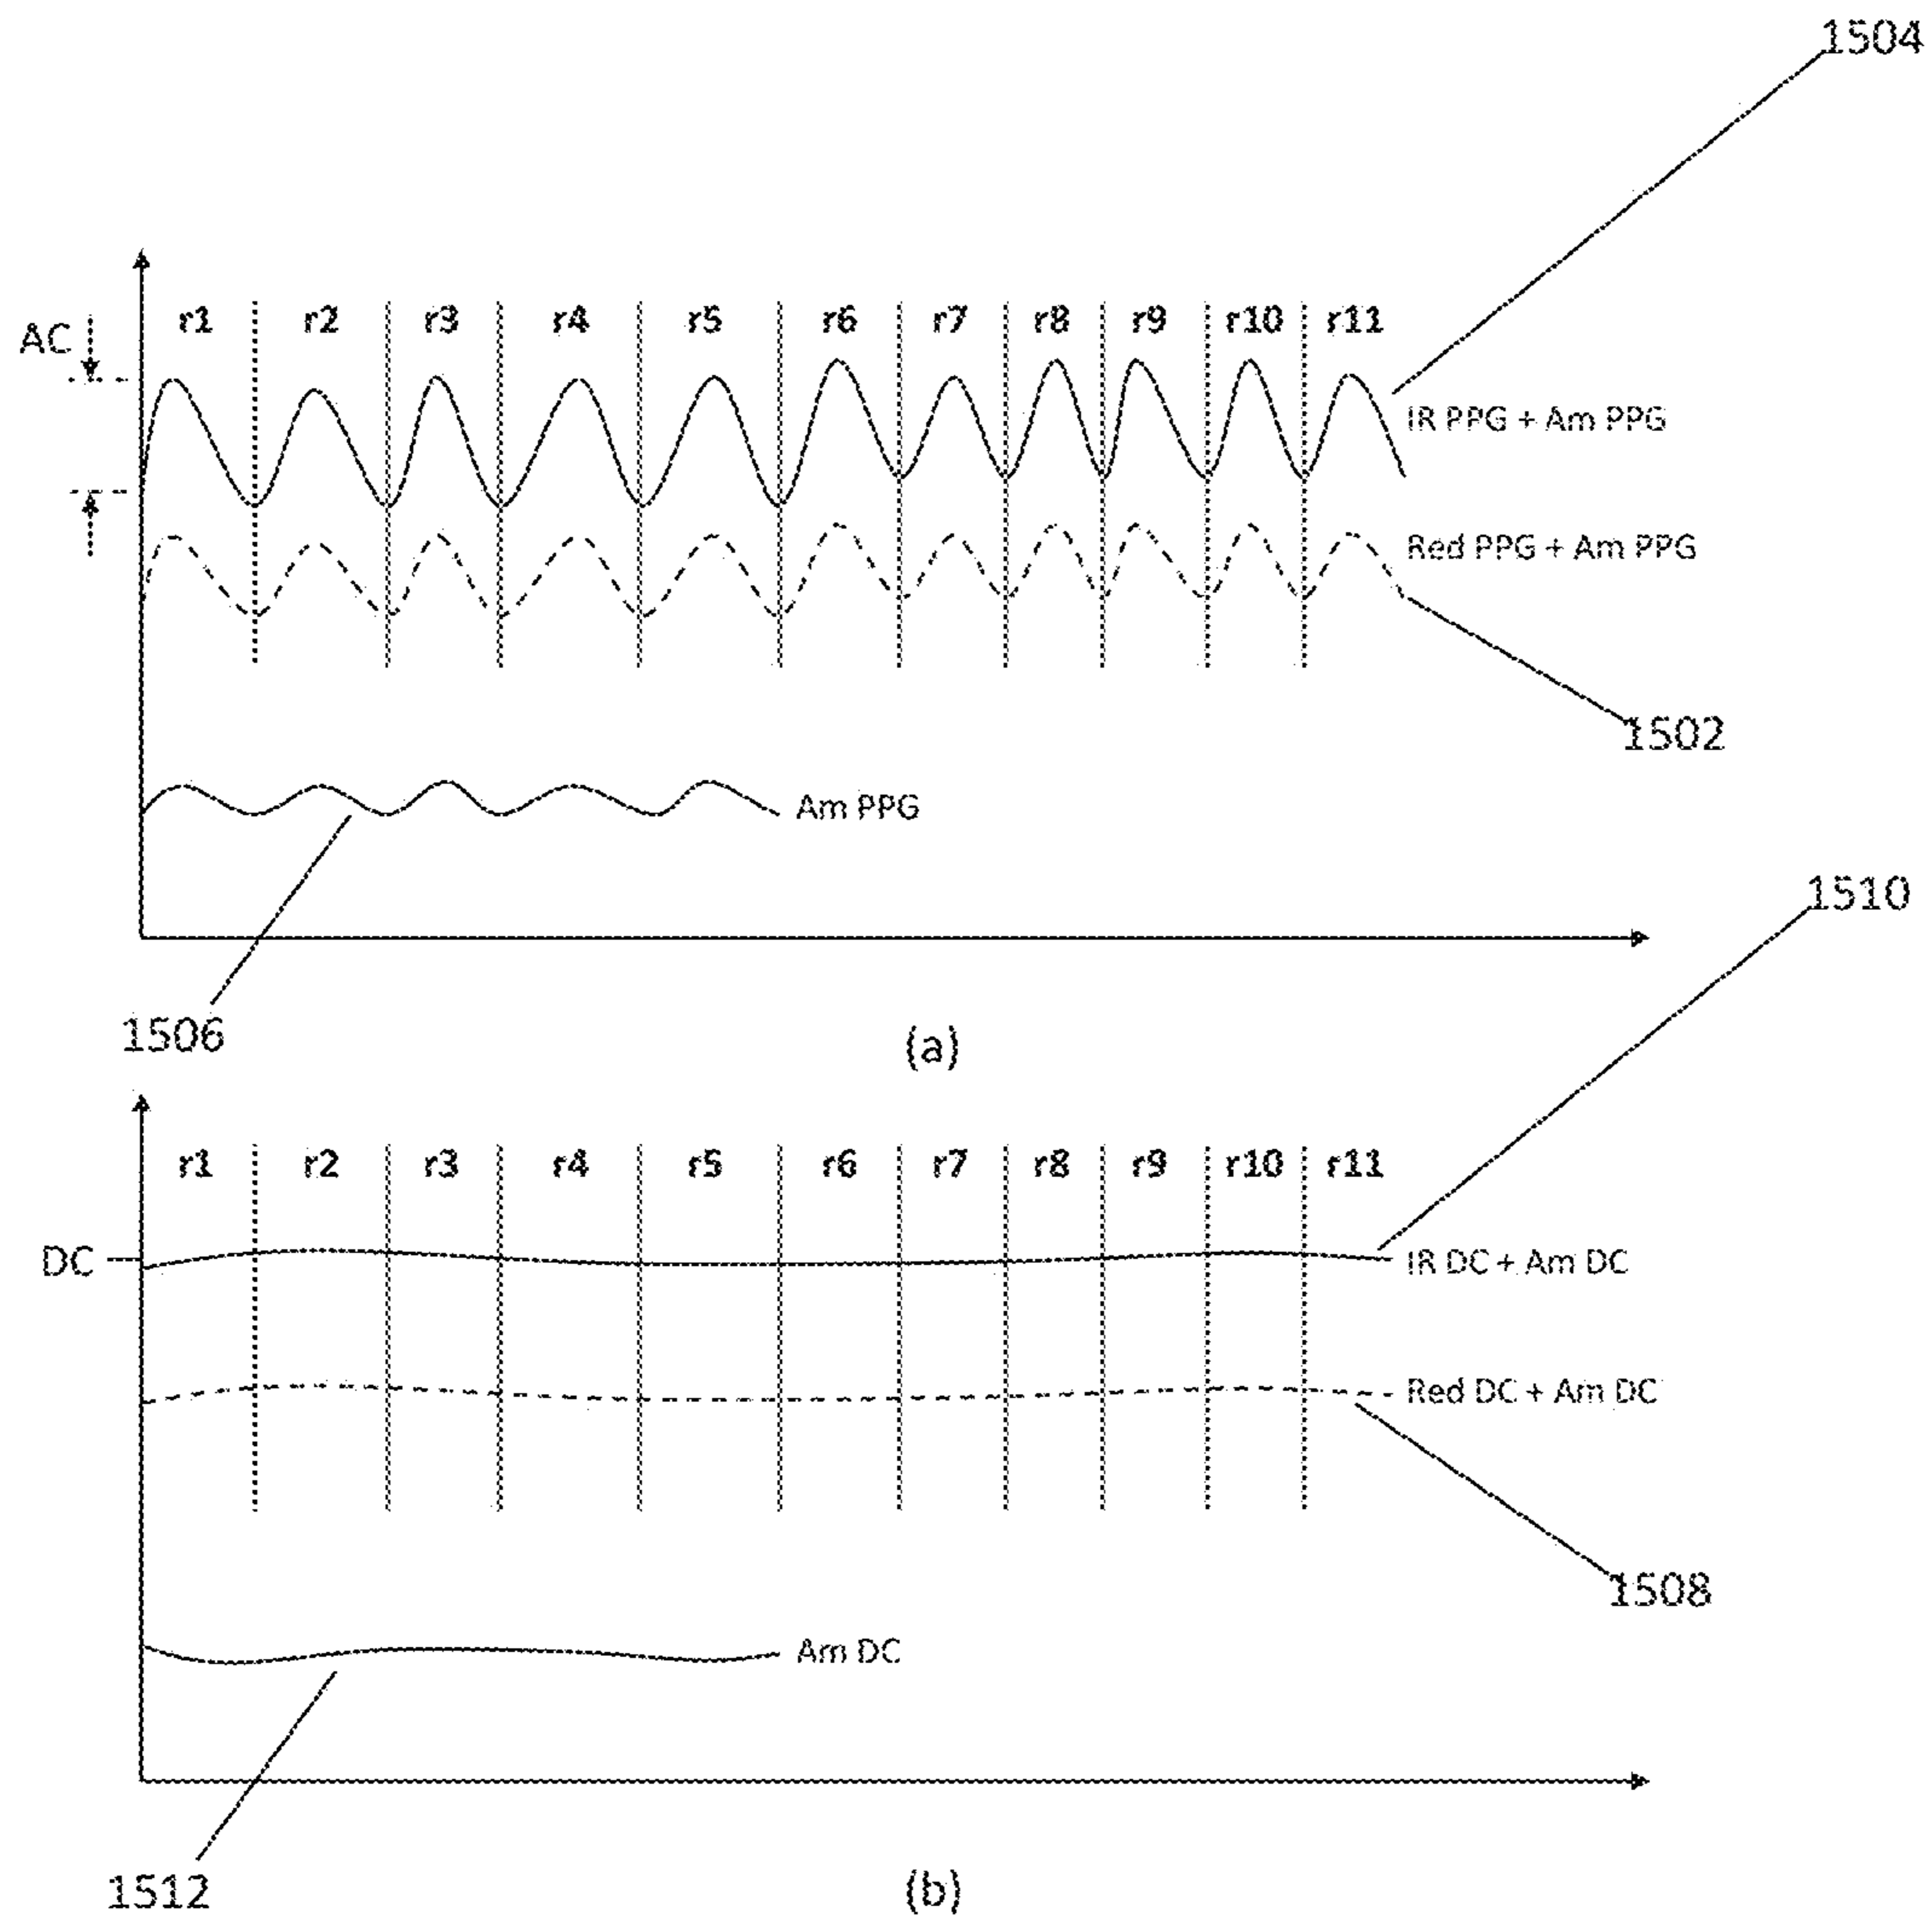 1504
r1 r2 r3 r4 r5 r6 r7 r8 r9 r10 r11
AC
IR PPG + Am PPG
Red PPG + Am PPG
1502
Am PPG
1510
1506
(a)
r1 r2 r3 r4 r5 r6 r7 r8 r9 r10 r11
DC
IR DC + Am DC
Red DC + Am DC
1508
Am DC
1512
(b)